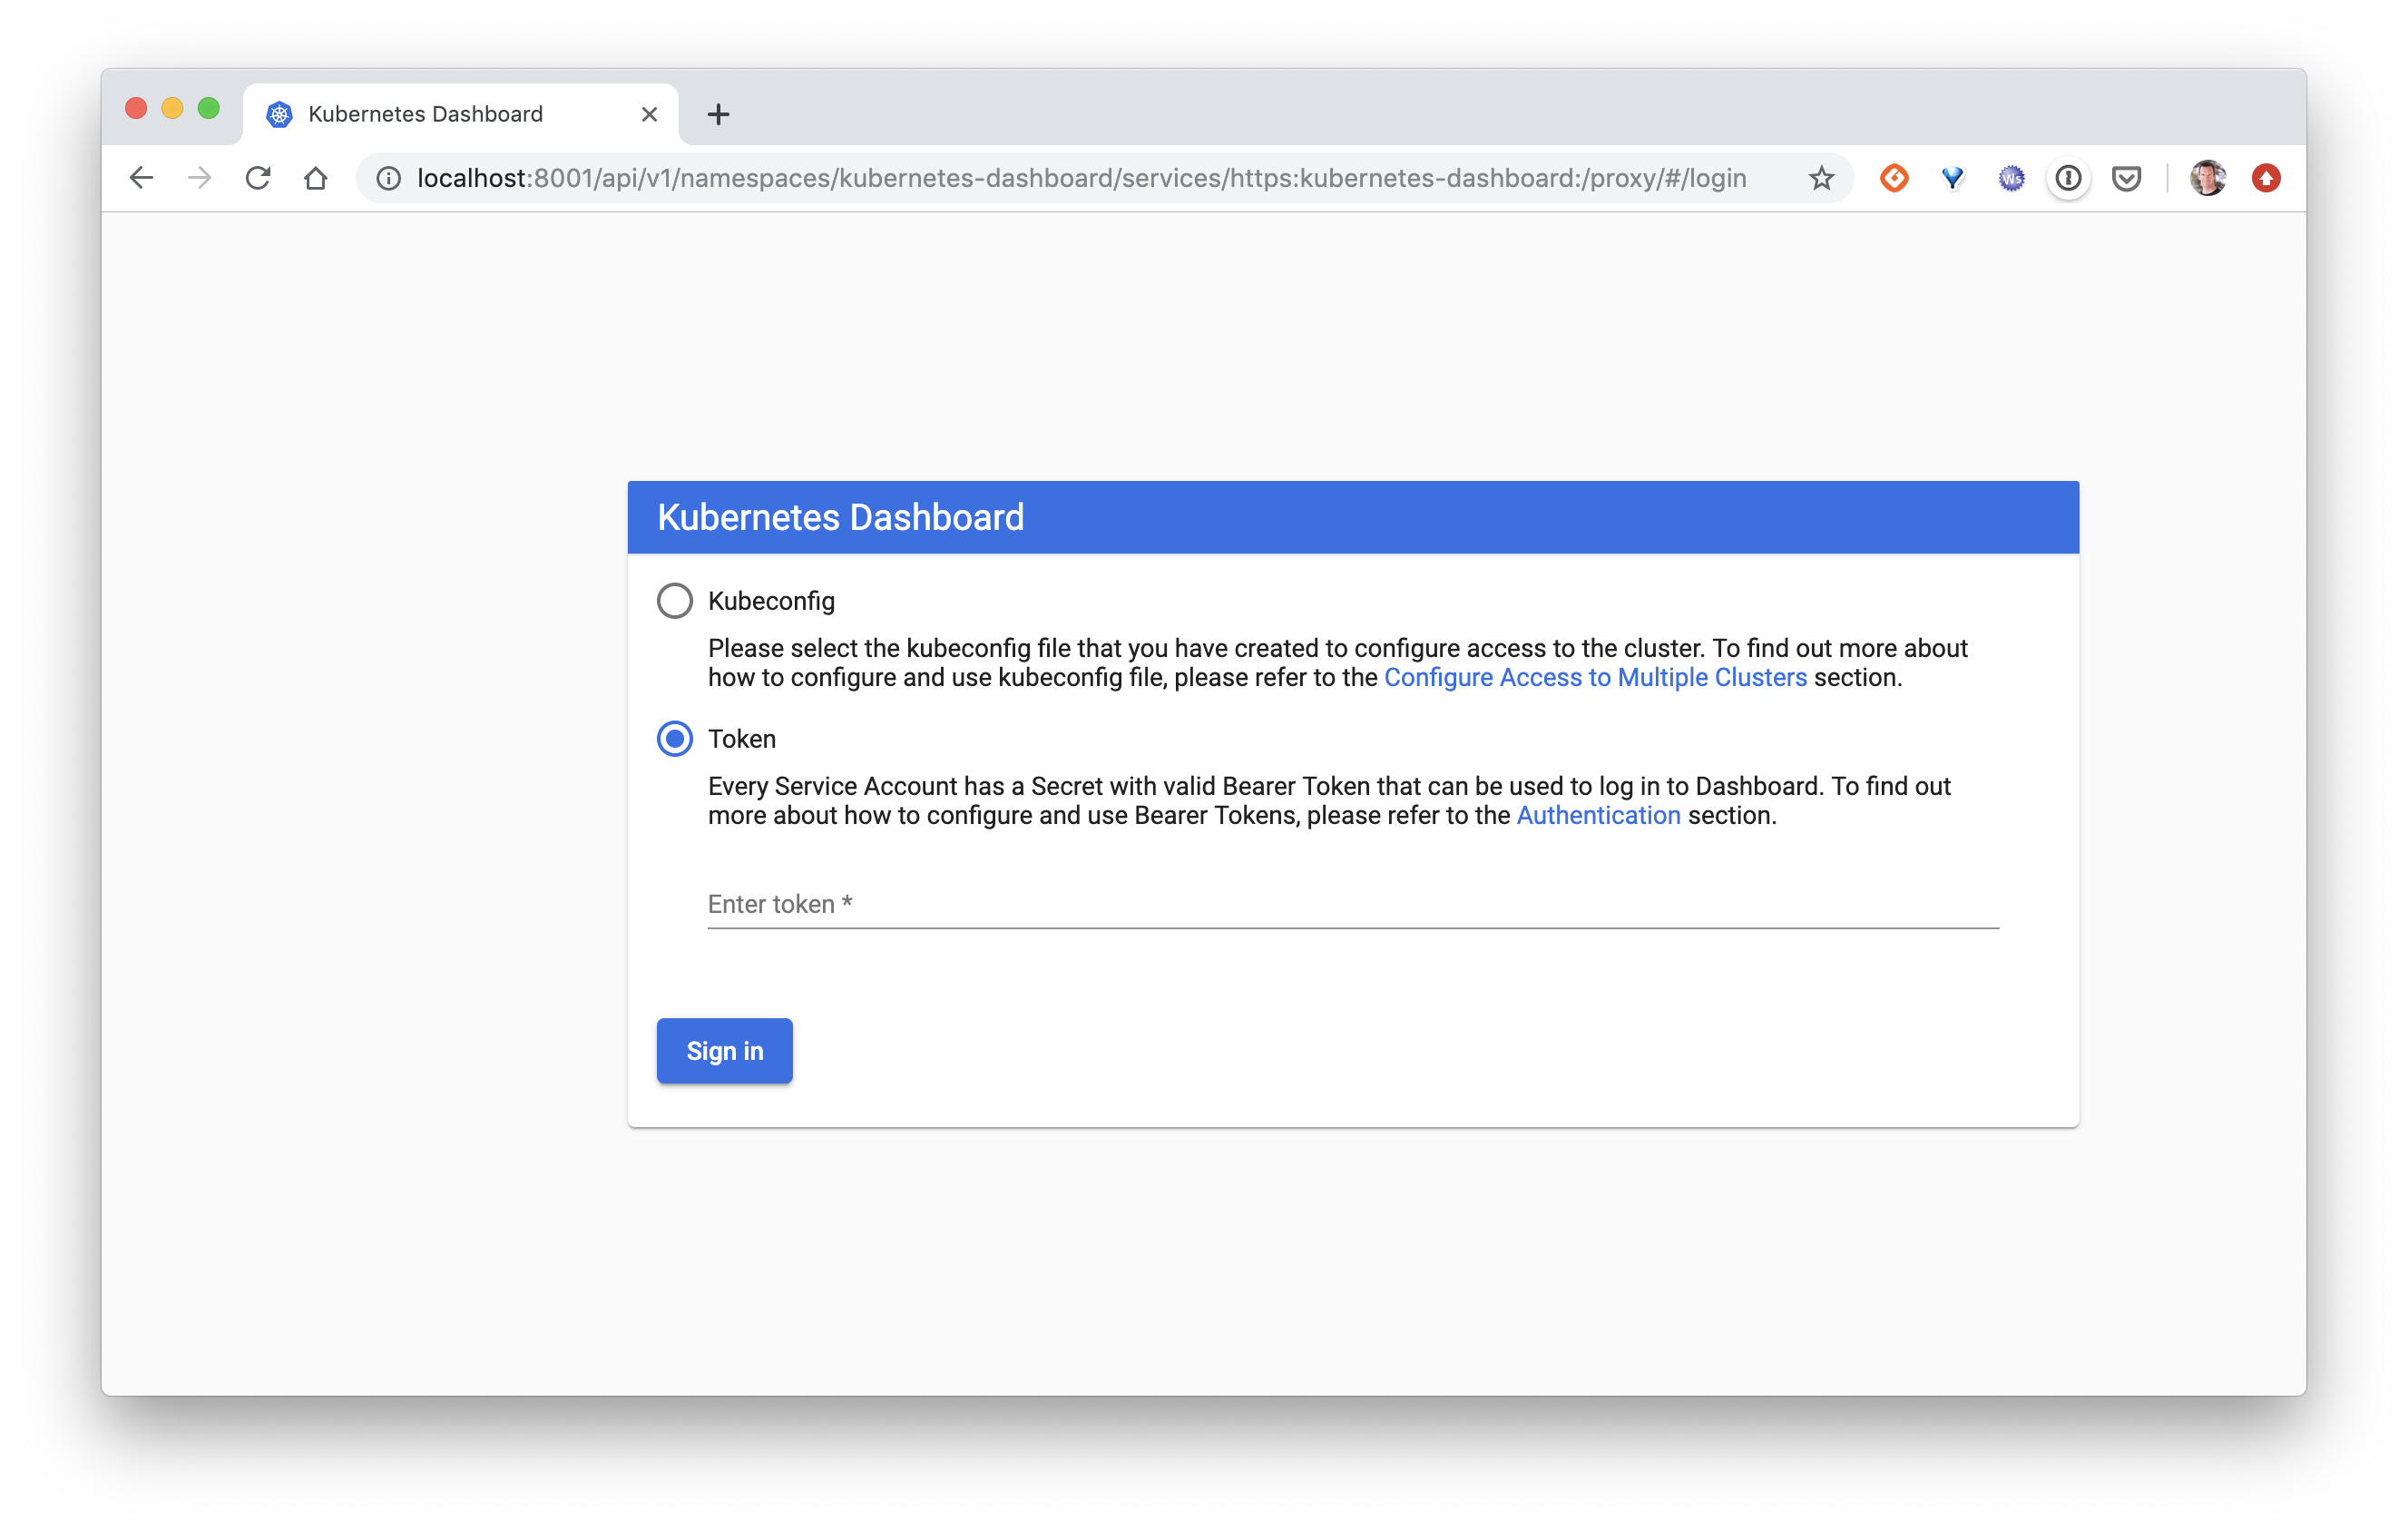 Kubernetes Dashboard
localhost:8001/api/v1/namespaces/kubernetes-dashboard/services/https:kubernetes-dashboard:/proxy/#/login
Ws
Kubernetes Dashboard
Kubeconfig
Please select the kubeconfig file that you have created to configure access to the cluster. To find out more about
how to configure and use kubeconfig file, please refer to the Configure Access to Multiple Clusters section.
Token
Every Service Account has a Secret with valid Bearer Token that can be used to log in to Dashboard. To find out
more about how to configure and use Bearer Tokens, please refer to the Authentication section.
Enter token *
Sign in